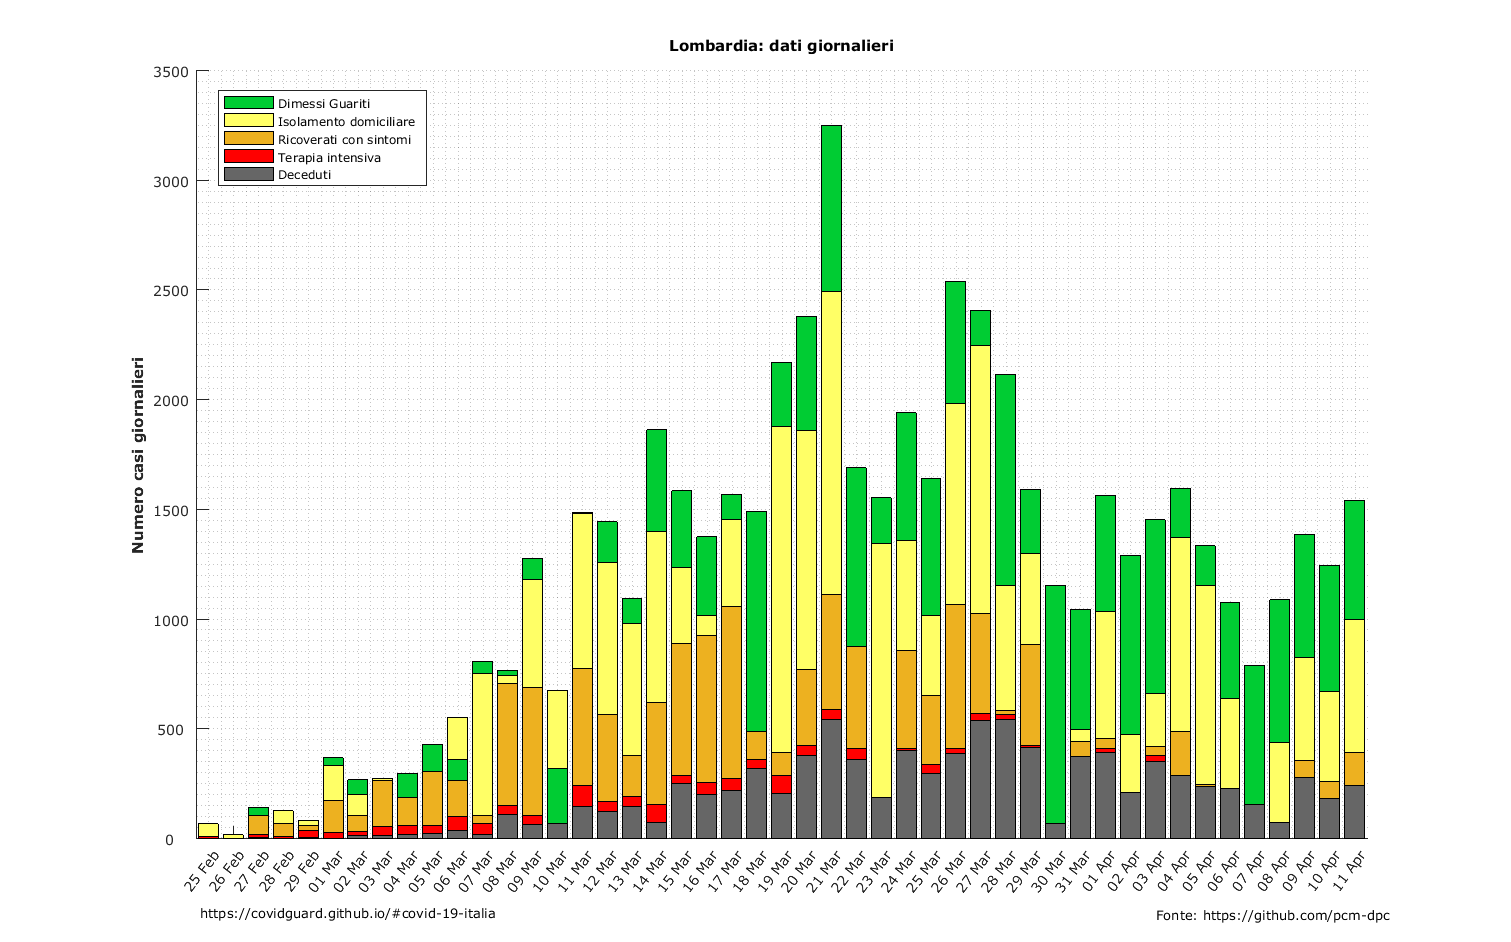 Lombardia: dati giornalieri
3500
3000
2500
2000
1500
1000
500
0
Numero casi giornalieri
Dimessi Guariti
Isolamento domiciliare
Ricoverati con sintomi
Terapia intensiva
Deceduti
25 Feb
26 Feb
27 Feb
28 Feb
29 Feb
01 Mar
02 Mar
03 Mar
04 Mar
05 Mar
06 Mar
07 Mar
08 Mar
09 Mar
10 Mar
11 Mar
12 Mar
13 Mar
14 Mar
15 Mar
16 Mar
17 Mar
18 Mar
19 Mar
20 Mar
21 Mar
22 Mar
23 Mar
24 Mar
25 Mar
26 Mar
27 Mar
28 Mar
29 Mar
30 Mar
31 Mar
01 Apr
02 Apr
03 Apr
04 Apr
05 Apr
06 Apr
07 Apr
08 Apr
09 Apr
10 Apr
11 Apr
https://covidguard.github.io/#covid-19-italia
Fonte: https://github.com/pcm-dpc